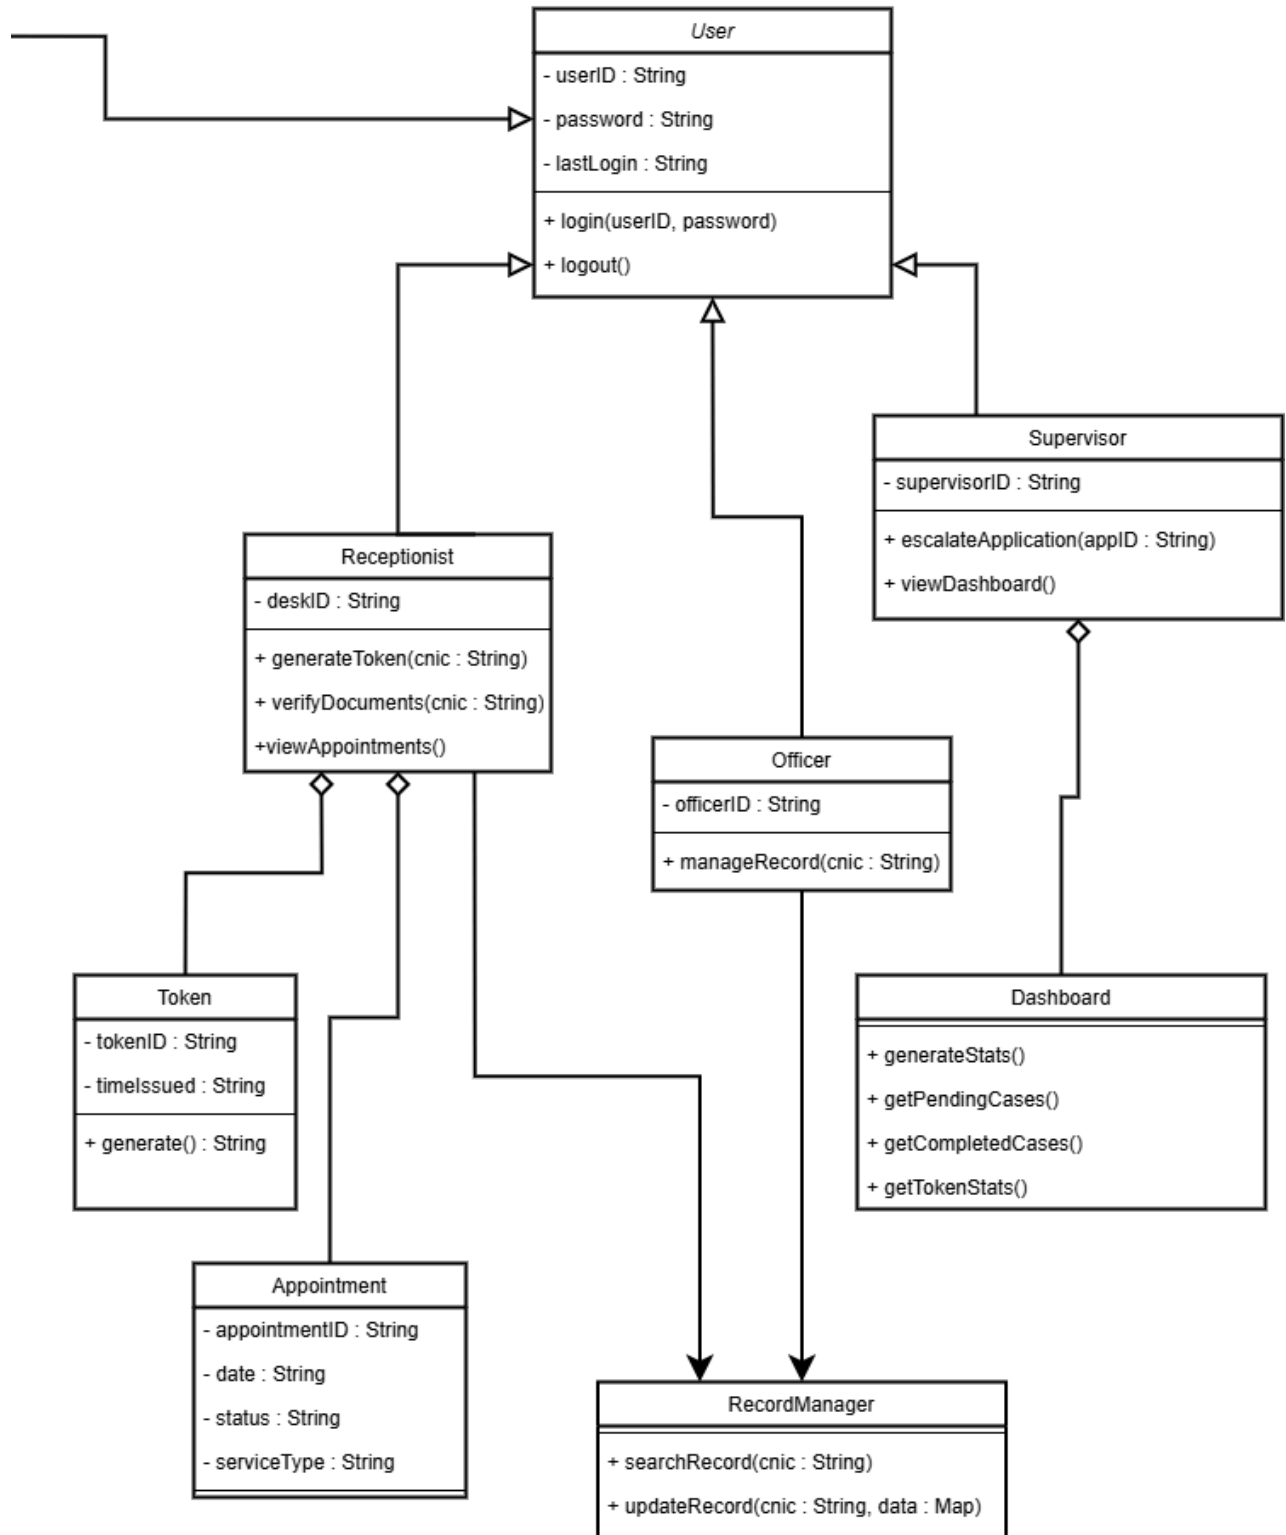 User
- userID : String
- password : String
- lastLogin : String
+ login(userID, password)
+ logout()
Supervisor
- supervisorID : String
+ escalateApplication(appID : String)
+ viewDashboard()
Receptionist
- deskID : String
+ generateToken(cnic : String)
+ verifyDocuments(cnic : String)
+viewAppointments()
Officer
- officerID : String
+ manageRecord(cnic : String)
Token
- tokenID : String
- timeIssued : String
+ generate() : String
Dashboard
+ generateStats()
+ getPendingCases()
+ getCompletedCases()
+ getTokenStats()
Appointment
- appointmentID : String
- date : String
- status : String
- serviceType : String
RecordManager
+ searchRecord(cnic : String)
+ updateRecord(cnic : String, data : Map)